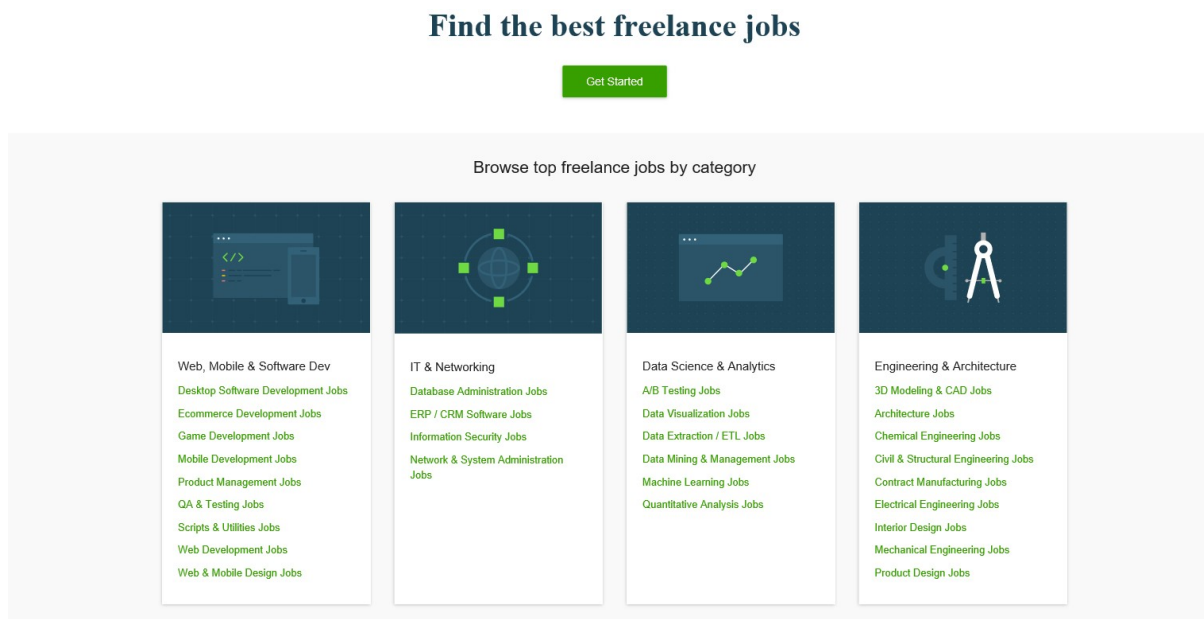 Find the best freelance jobs
Get Started
Browse top freelance jobs by category
Web, Mobile & Software Dev
Desktop Software Development Jobs
Ecommerce Development Jobs
Game Development Jobs
Mobile Development Jobs
Product Management Jobs
QA & Testing Jobs
Scripts & Utilities Jobs
Web Development Jobs
Web & Mobile Design Jobs
IT & Networking
Database Administration Jobs
ERP / CRM Software Jobs
Information Security Jobs
Network & System Administration
Jobs
Data Science & Analytics
A/B Testing Jobs
Data Visualization Jobs
Data Extraction / ETL Jobs
Data Mining & Management Jobs
Machine Learning Jobs
Quantitative Analysis Jobs
Engineering & Architecture
3D Modeling & CAD Jobs
Architecture Jobs
Chemical Engineering Jobs
Civil & Structural Engineering Jobs
Contract Manufacturing Jobs
Electrical Engineering Jobs
Interior Design Jobs
Mechanical Engineering Jobs
Product Design Jobs